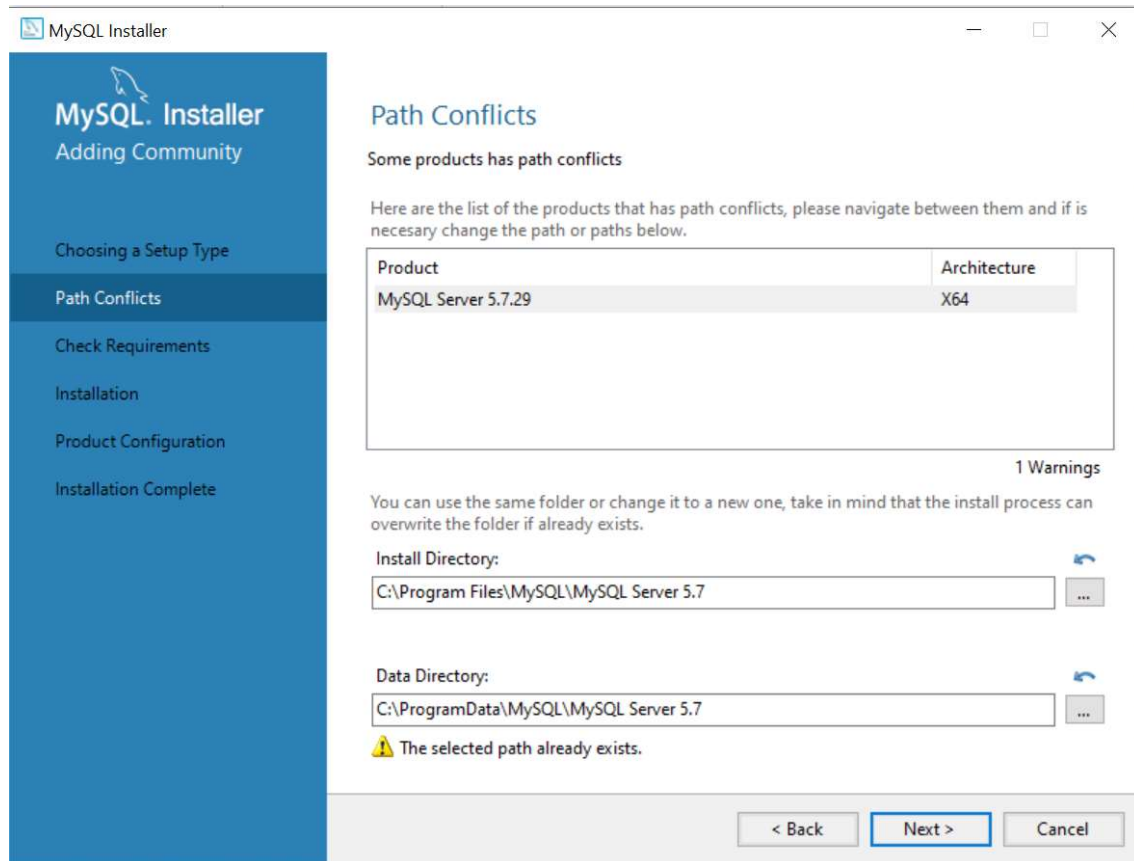 MySQL Installer
MySQL. Installer
Adding Community
Choosing a Setup Type
Path Conflicts
Check Requirements
Installation
Product Configuration
Installation Complete
Path Conflicts
Some products has path conflicts
Here are the list of the products that has path conflicts, please navigate between them and if is
necesary change the path or paths below.
Product Architecture
MySQL Server 5.7.29 X64
1 Warnings
You can use the same folder or change it to a new one, take in mind that the install process can
overwrite the folder if already exists.
Install Directory:
C:\Program Files\MySQL\MySQL Server 5.7
...
Data Directory:
C:\ProgramData\MySQL\MySQL Server 5.7
...
The selected path already exists.
< Back Next > Cancel